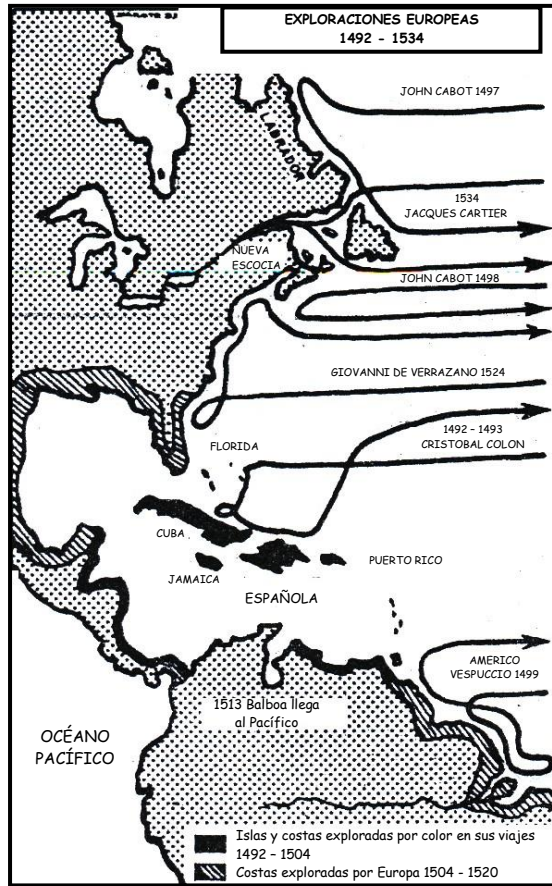 EXPLORACIONES EUROPEAS
1492 - 1534
JOHN CABOT 1497
LABRADOR
1534
JACQUES CARTIER
NUEVA
ESCOCIA
JOHN CABOT 1498
GIOVANNI DE VERRAZANO 1524
1492 - 1493
CRISTOBAL COLON
FLORIDA
CUBA
JAMAICA
PUERTO RICO
ESPAÑOLA
AMERICO
VESPUCCIO 1499
1513 Balboa llega
al Pacífico
OCÉANO
PACÍFICO
Islas y costas exploradas por color en sus viajes
1492 - 1504
Costas exploradas por Europa 1504 - 1520